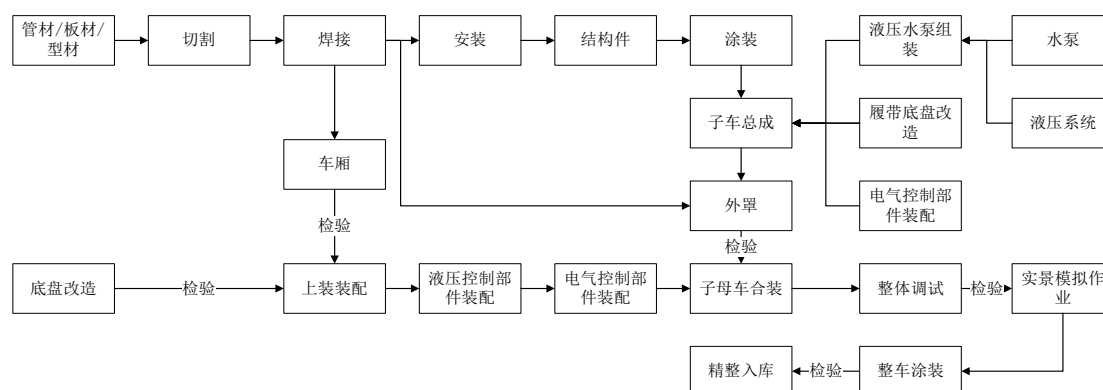 管材/板材/
型材
切割
焊接
安装
结构件
涂装
液压水泵组
装
水泵
子车总成
履带底盘改
造
液压系统
车厢
外罩
电气控制部
件装配
检验
检验
底盘改造
检验
上装装配
液压控制部
件装配
电气控制部
件装配
子母车合装
整体调试
检验
实景模拟作
业
精整入库
检验
整车涂装